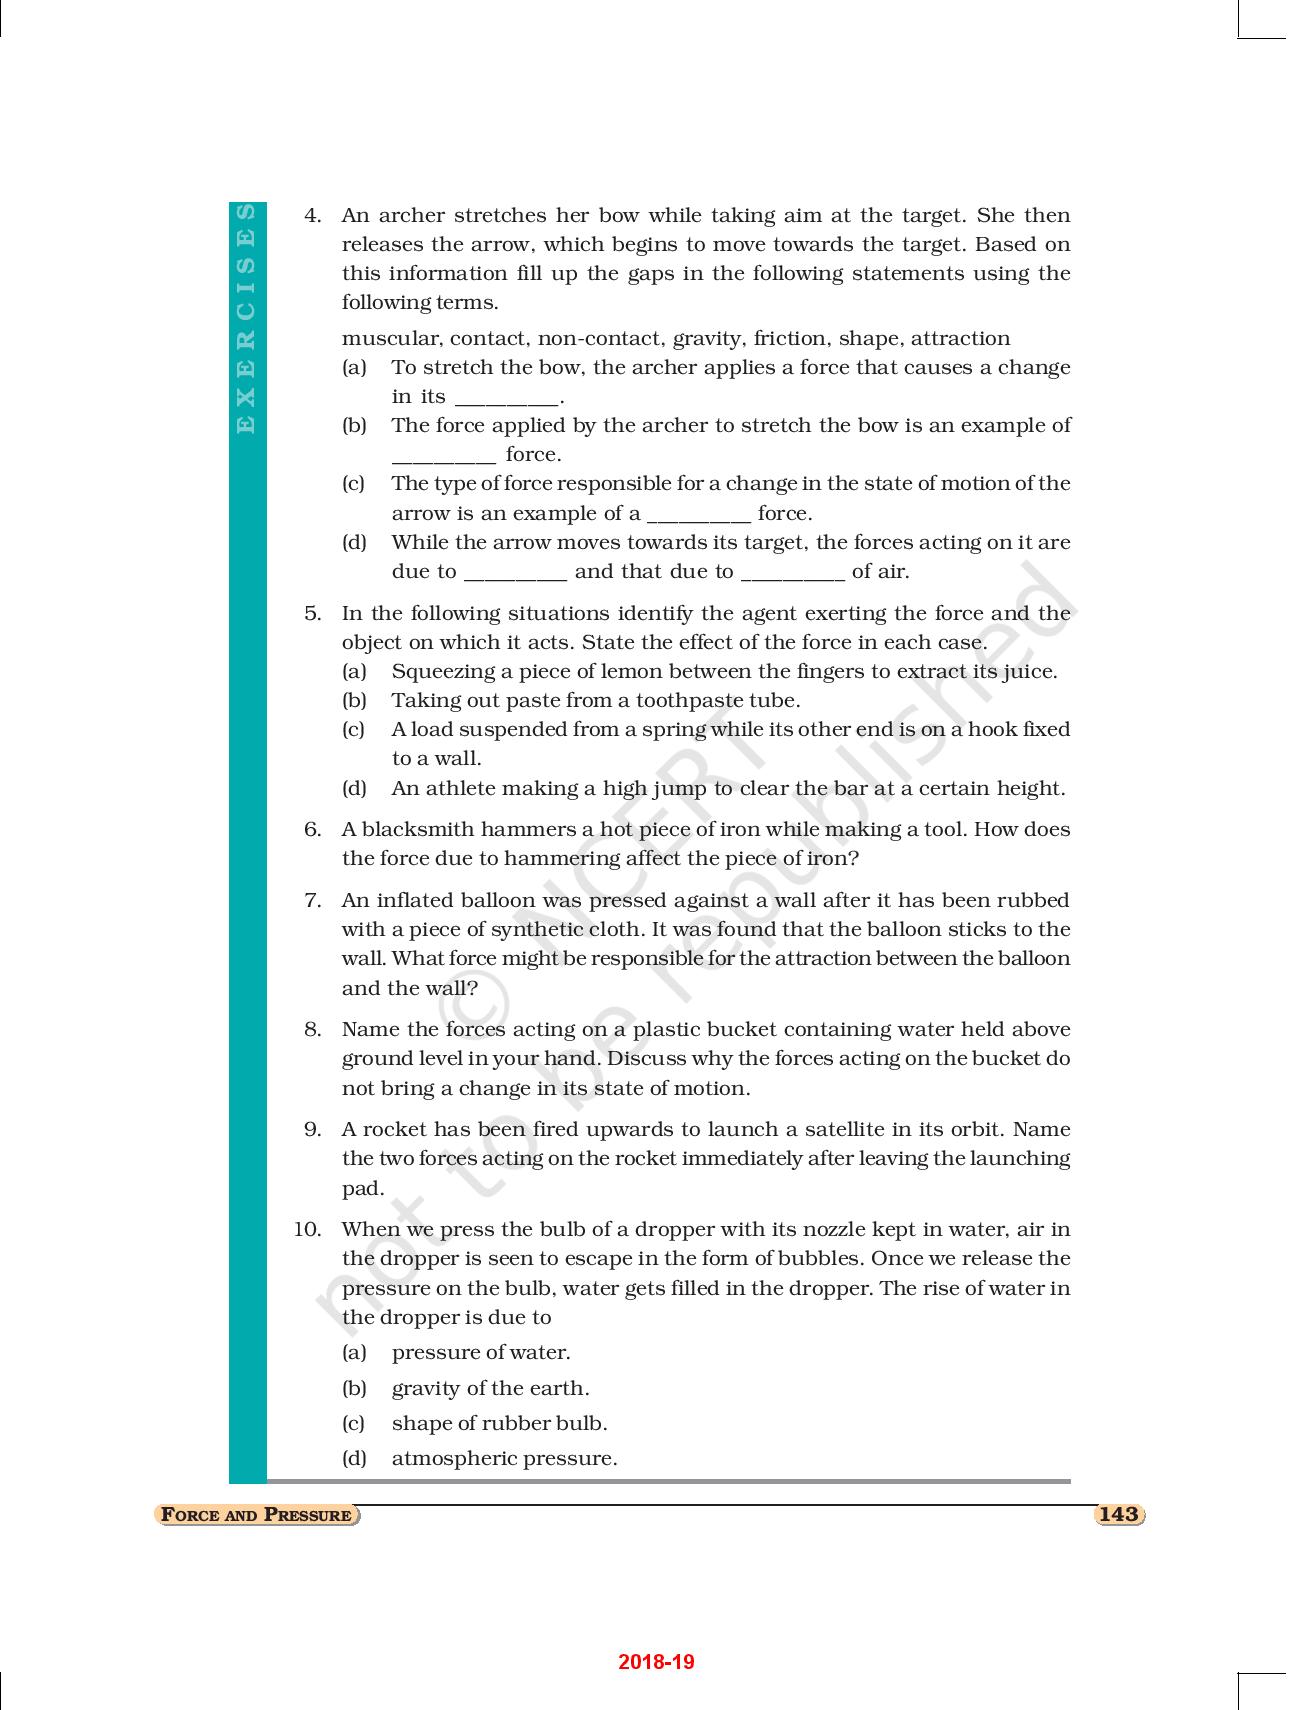 EXERCISES
4. An archer stretches her bow while taking aim at the target. She then
releases the arrow, which begins to move towards the target. Based on
this information fill up the gaps in the following statements using the
following terms.
muscular, contact, non-contact, gravity, friction, shape, attraction
(a) To stretch the bow, the archer applies a force that causes a change
in its __________.
(b) The force applied by the archer to stretch the bow is an example of
__________ force.
(c) The type of force responsible for a change in the state of motion of the
arrow is an example of a __________ force.
(d) While the arrow moves towards its target, the forces acting on it are
due to __________ and that due to __________ of air.
5. In the following situations identify the agent exerting the force and the
object on which it acts. State the effect of the force in each case.
(a) Squeezing a piece of lemon between the fingers to extract its juice.
(b) Taking out paste from a toothpaste tube.
(c) A load suspended from a spring while its other end is on a hook fixed
to a wall.
(d) An athlete making a high jump to clear the bar at a certain height.
6. A blacksmith hammers a hot piece of iron while making a tool. How does
the force due to hammering affect the piece of iron?
7. An inflated balloon was pressed against a wall after it has been rubbed
with a piece of synthetic cloth. It was found that the balloon sticks to the
wall. What force might be responsible for the attraction between the balloon
and the wall?
8. Name the forces acting on a plastic bucket containing water held above
ground level in your hand. Discuss why the forces acting on the bucket do
not bring a change in its state of motion.
9. A rocket has been fired upwards to launch a satellite in its orbit. Name
the two forces acting on the rocket immediately after leaving the launching
pad.
10. When we press the bulb of a dropper with its nozzle kept in water, air in
the dropper is seen to escape in the form of bubbles. Once we release the
pressure on the bulb, water gets filled in the dropper. The rise of water in
the dropper is due to
(a) pressure of water.
(b) gravity of the earth.
(c) shape of rubber bulb.
(d) atmospheric pressure.
© NCERT
not to be republished
FORCE AND PRESSURE
143
2018-19